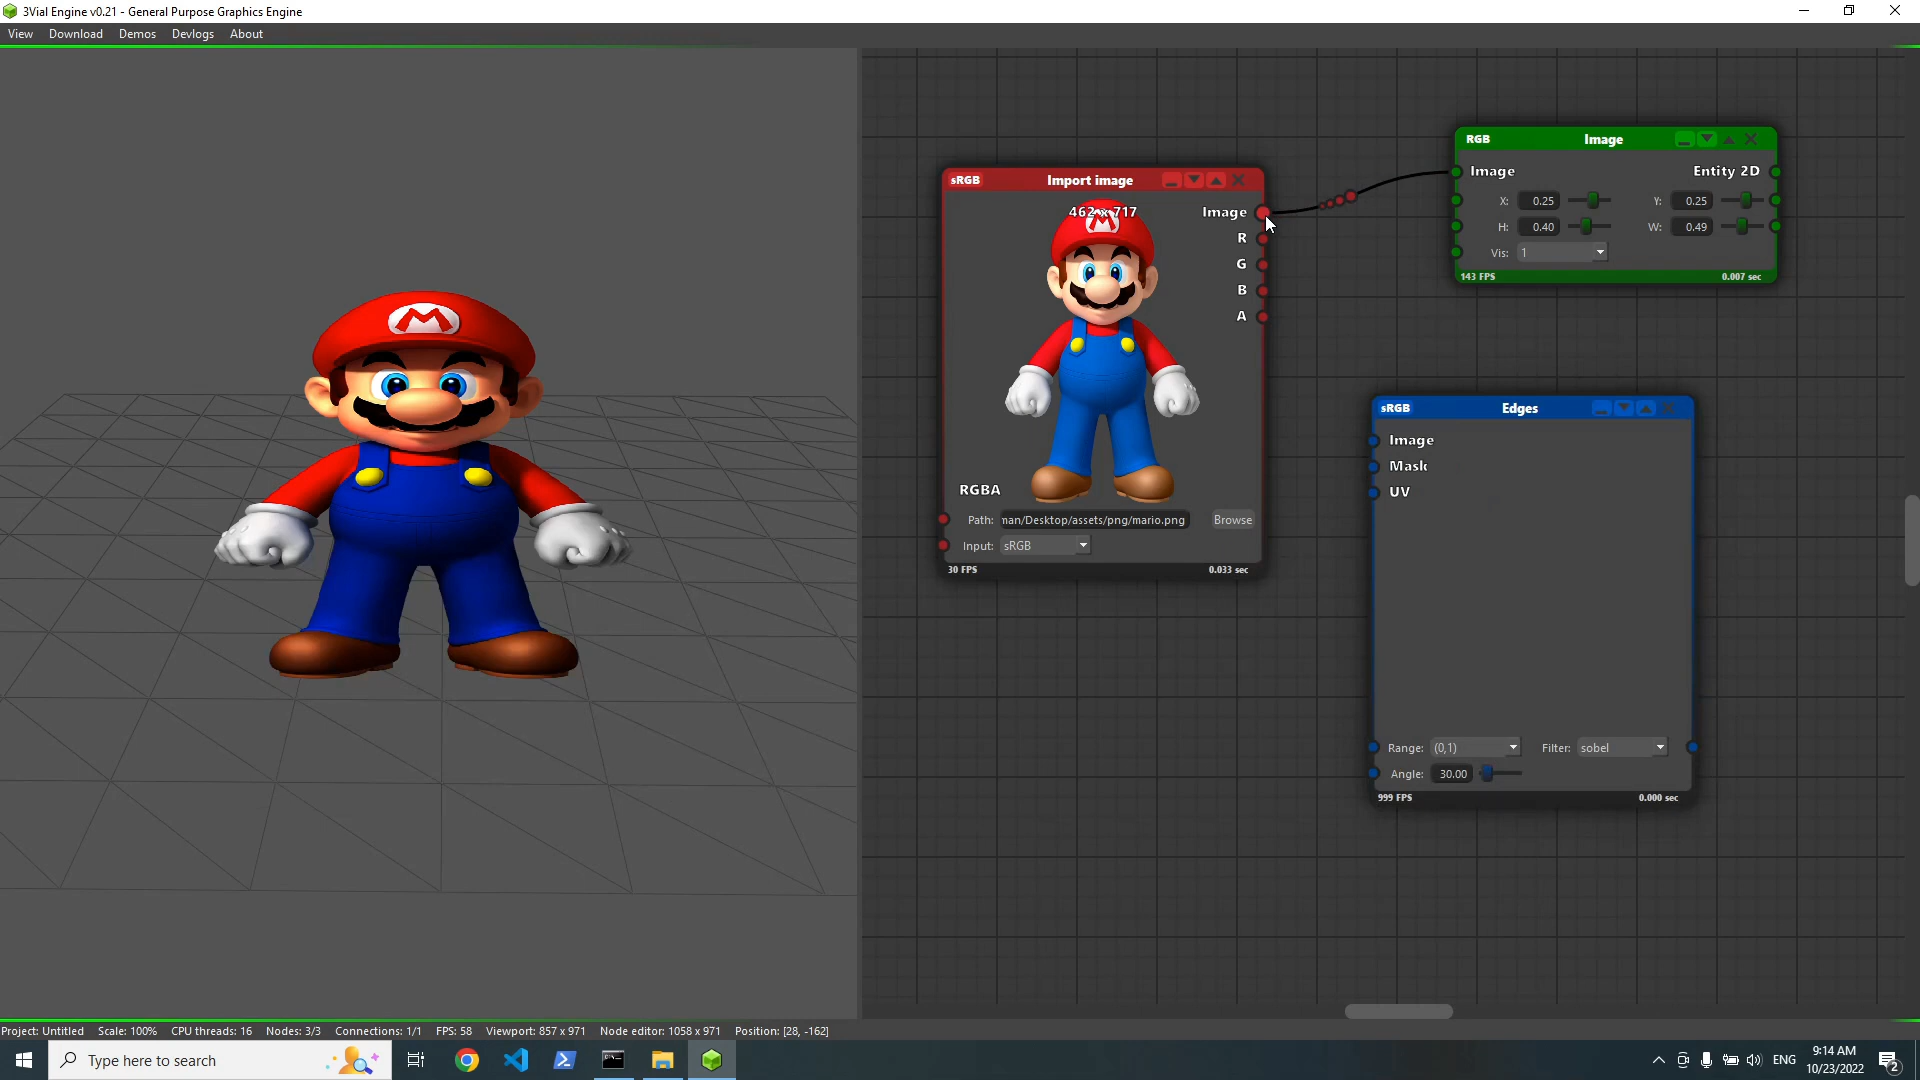 3Vial Engine v0.21 - General Purpose Graphics Engine
View Download Demos Devlogs About
sRGB Import image
462 x 717
Image
R
G
B
A
M
RGBA
Path: nan/Desktop/assets/png/mario.png Browse
Input: sRGB
30 FPS 0.033 sec
RGB Image
Image Entity 2D
X: 0.25 Y: 0.25
H: 0.40 W: 0.49
Vis: 1
143 FPS 0.007 sec
sRGB Edges
Image
Mask
UV
Range: (0,1) Filter: sobel
Angle: 30.00
999 FPS 0.000 sec
M
Project: Untitled Scale: 100% CPU threads: 16 Nodes: 3/3 Connections: 1/1 FPS: 58 Viewport: 857 x 971 Node editor: 1058 x 971 Position: [28, -162]
Type here to search
ENG
9:14 AM
10/23/2022
2